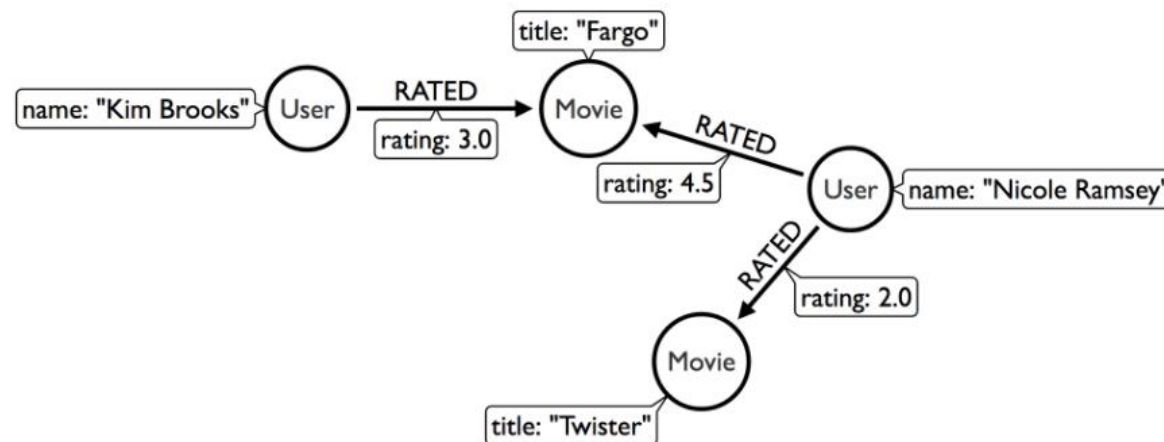 title: "Fargo"
name: "Kim Brooks"
User
RATED
rating: 3.0
Movie
RATED
rating: 4.5
User
name: "Nicole Ramsey"
RATED
rating: 2.0
Movie
title: "Twister"